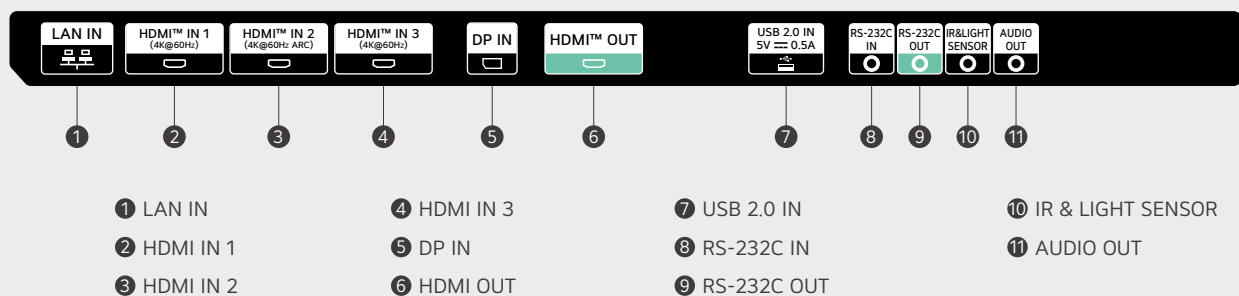 LAN IN
HDMI™ IN 1
(4K@60Hz)
HDMI™ IN 2
(4K@60Hz ARC)
HDMI™ IN 3
(4K@60Hz)
DP IN
HDMI™ OUT
USB 2.0 IN
5V ⎓ 0.5A
RS-232C
IN
RS-232C
OUT
IR&LIGHT
SENSOR
AUDIO
OUT
1 2 3 4 5 6 7 8 9 10 11
1 LAN IN
2 HDMI IN 1
3 HDMI IN 2
4 HDMI IN 3
5 DP IN
6 HDMI OUT
7 USB 2.0 IN
8 RS-232C IN
9 RS-232C OUT
10 IR & LIGHT SENSOR
11 AUDIO OUT